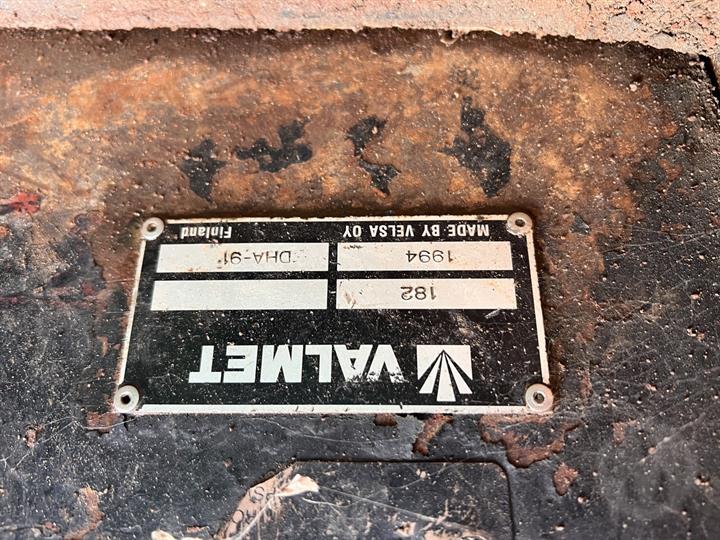 VALMET
182
1994 DHA-91
MADE BY VELSA OY Finland